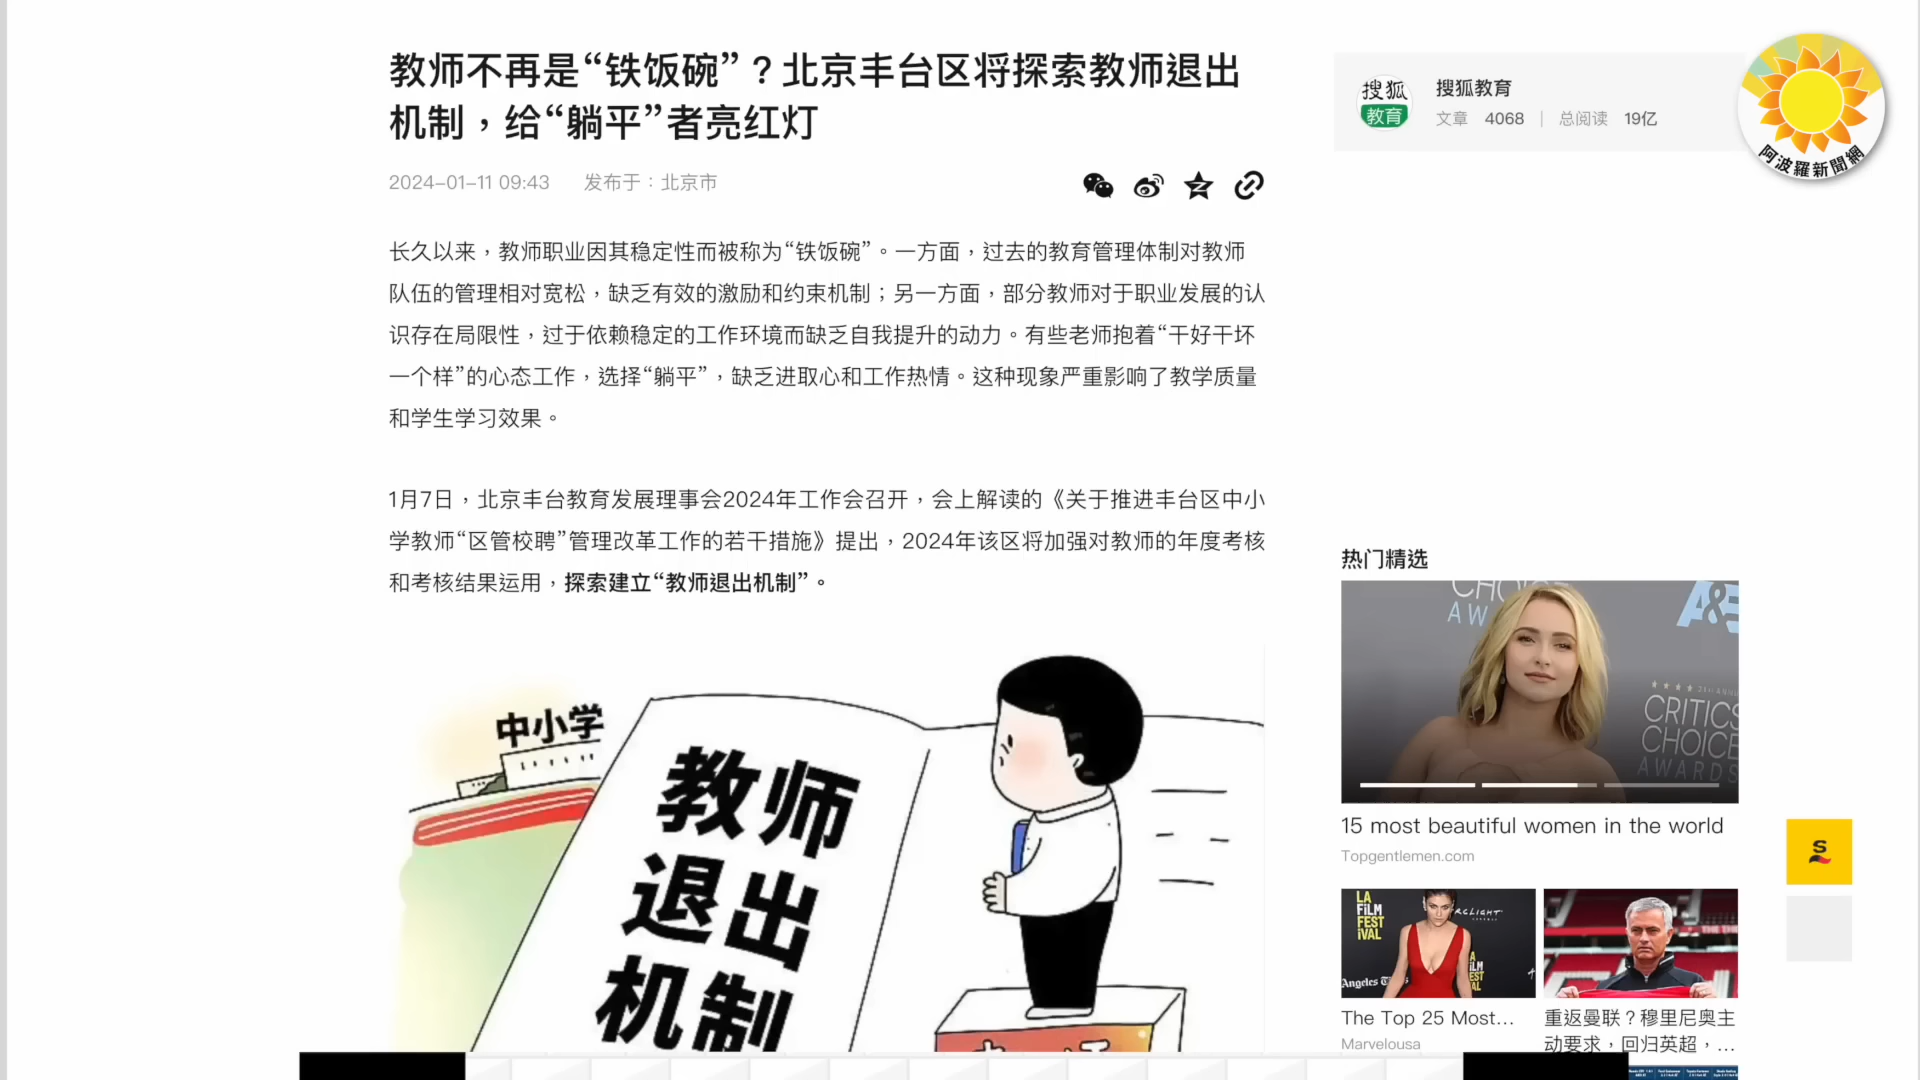 教师不再是“铁饭碗”？北京丰台区将探索教师退出
机制，给“躺平”者亮红灯
2024-01-11 09:43 发布于：北京市
长久以来，教师职业因其稳定性而被称为“铁饭碗”。一方面，过去的教育管理体制对教师
队伍的管理相对宽松，缺乏有效的激励和约束机制；另一方面，部分教师对于职业发展的认
识存在局限性，过于依赖稳定的工作环境而缺乏自我提升的动力。有些老师抱着“干好干坏
一个样”的心态工作，选择“躺平”，缺乏进取心和工作热情。这种现象严重影响了教学质量
和学生学习效果。
1月7日，北京丰台教育发展理事会2024年工作会召开，会上解读的《关于推进丰台区中小
学教师“区管校聘”管理改革工作的若干措施》提出，2024年该区将加强对教师的年度考核
和考核结果运用，探索建立“教师退出机制”。
中小学
教师
退出
机制
搜狐
教育
搜狐教育
文章 4068 | 总阅读 19亿
阿波羅新聞網
热门精选
AW
A&E
CRITICS
CHOICE
AWARDS
15 most beautiful women in the world
Topgentlemen.com
LA
FILM
FEST
IVAL
The Top 25 Most...
Marvelousa
重返曼联？穆里尼奥主
动要求，回归英超，...
S